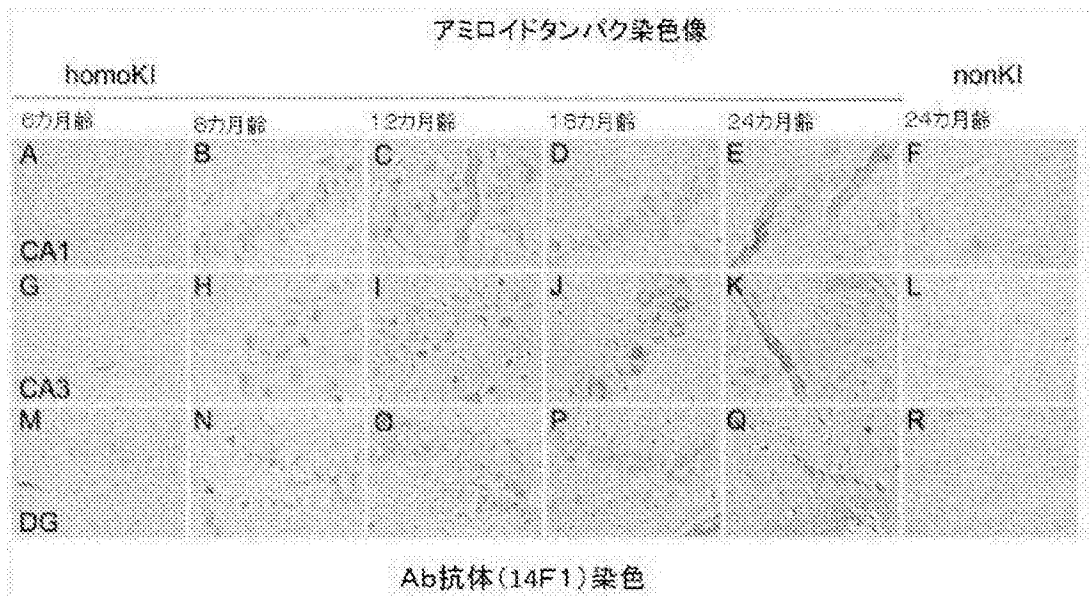 アミロイドタンパク染色像
homoKI nonKI
6カ月齢 8カ月齢 12カ月齢 18カ月齢 24カ月齢 24カ月齢
A B C D E F
CA1
G H I J K L
CA3
M N O P Q R
DG
Ab抗体(14F1)染色